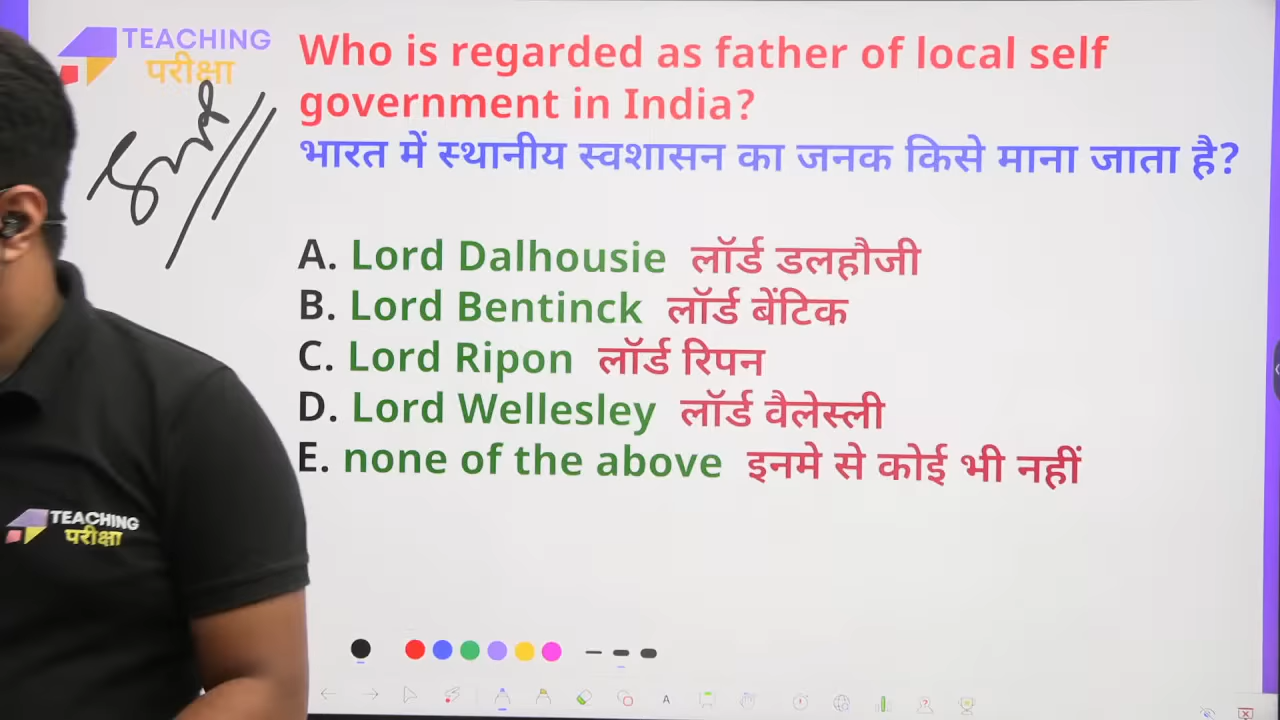 TEACHING
परीक्षा
Who is regarded as father of local self
government in India?
भारत में स्थानीय स्वशासन का जनक किसे माना जाता है?
A. Lord Dalhousie लॉर्ड डलहौजी
B. Lord Bentinck लॉर्ड बेंटिक
C. Lord Ripon लॉर्ड रिपन
D. Lord Wellesley लॉर्ड वैलेस्ली
E. none of the above इनमे से कोई भी नहीं
TEACHING
परीक्षा
A